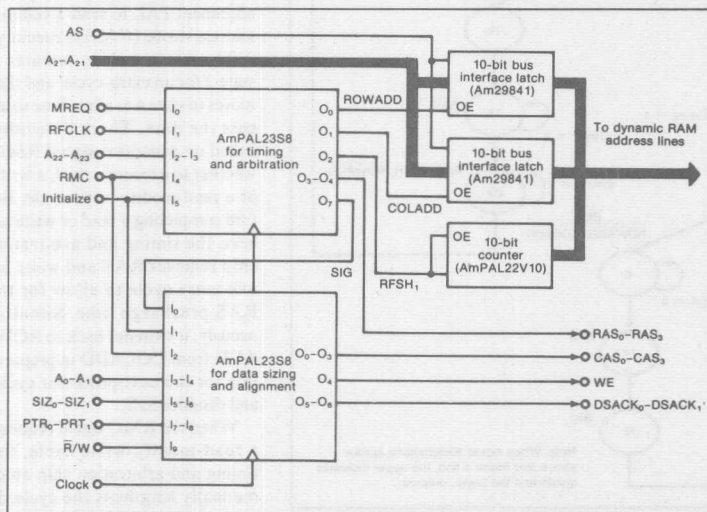 AS
A₂–A₂₁
MREQ
RFCLK
A₂₂–A₂₃
RMC
Initialize
I₀
I₁
I₂–I₃
I₄
I₅
AmPAL23S8
for timing
and arbitration
O₀
O₁
O₂
O₃–O₄
O₇
ROWADD
COLADD
SIG
RFSH₁
10-bit bus
interface latch
(Am29841)
OE
10-bit bus
interface latch
(Am29841)
OE
OE
10-bit
counter
(AmPAL22V10)
To dynamic RAM
address lines
I₀
I₁
I₂
I₃–I₄
I₅–I₆
I₇–I₈
I₉
AmPAL23S8
for data sizing
and alignment
O₀–O₃
O₄
O₅–O₆
A₀–A₁
SIZ₀–SIZ₁
PTR₀–PRT₁
R̅/W
Clock
RAS₀–RAS₃
CAS₀–CAS₃
WE
DSACK₀–DSACK₁